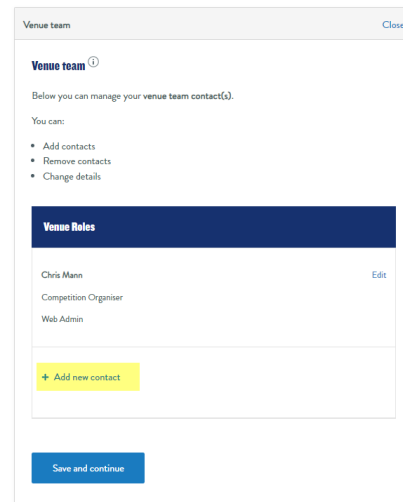 Venue team Close
Venue team
Below you can manage your venue team contact(s).
You can:
Add contacts
Remove contacts
Change details
Venue Roles
Chris Mann Edit
Competition Organiser
Web Admin
+ Add new contact
Save and continue